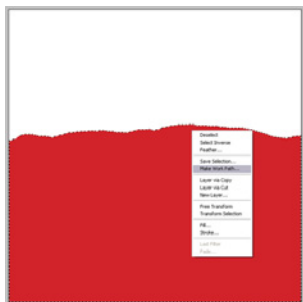 Deselect
Select Inverse
Feather...
Save Selection...
Make Work Path...
Layer via Copy
Layer via Cut
New Layer...
Free Transform
Transform Selection
Fill...
Stroke...
Last Filter
Fade...